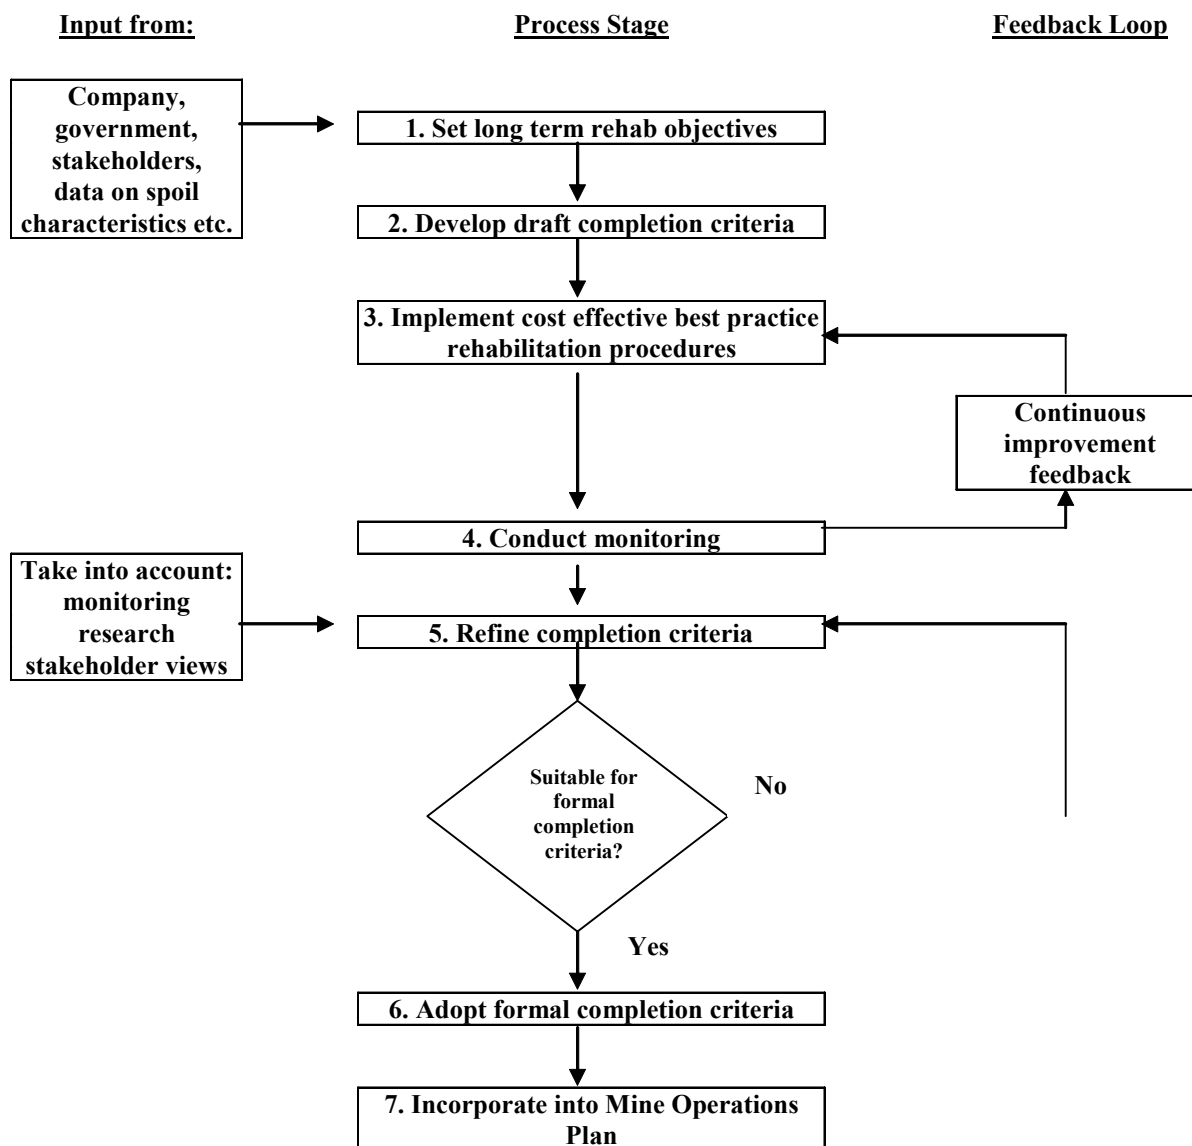 Input from:
Process Stage
Feedback Loop
Company,
government,
stakeholders,
data on spoil
characteristics etc.
1. Set long term rehab objectives
2. Develop draft completion criteria
3. Implement cost effective best practice
rehabilitation procedures
Continuous
improvement
feedback
4. Conduct monitoring
Take into account:
monitoring
research
stakeholder views
5. Refine completion criteria
Suitable for
formal
completion
criteria?
No
Yes
6. Adopt formal completion criteria
7. Incorporate into Mine Operations
Plan